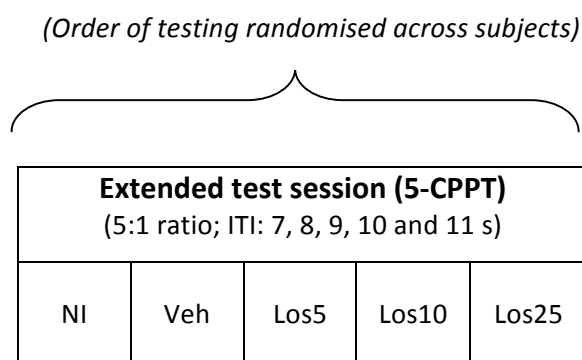 (Order of testing randomised across subjects)
Extended test session (5-CPPT)
(5:1 ratio; ITI: 7, 8, 9, 10 and 11 s)
NI Veh Los5 Los10 Los25